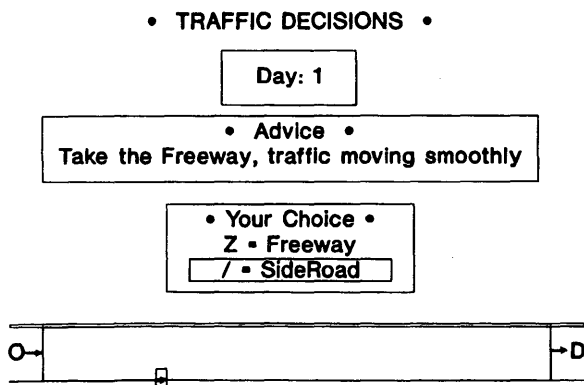 • TRAFFIC DECISIONS •
Day: 1
• Advice •
Take the Freeway, traffic moving smoothly
• Your Choice •
Z = Freeway
/ = SideRoad
O
D